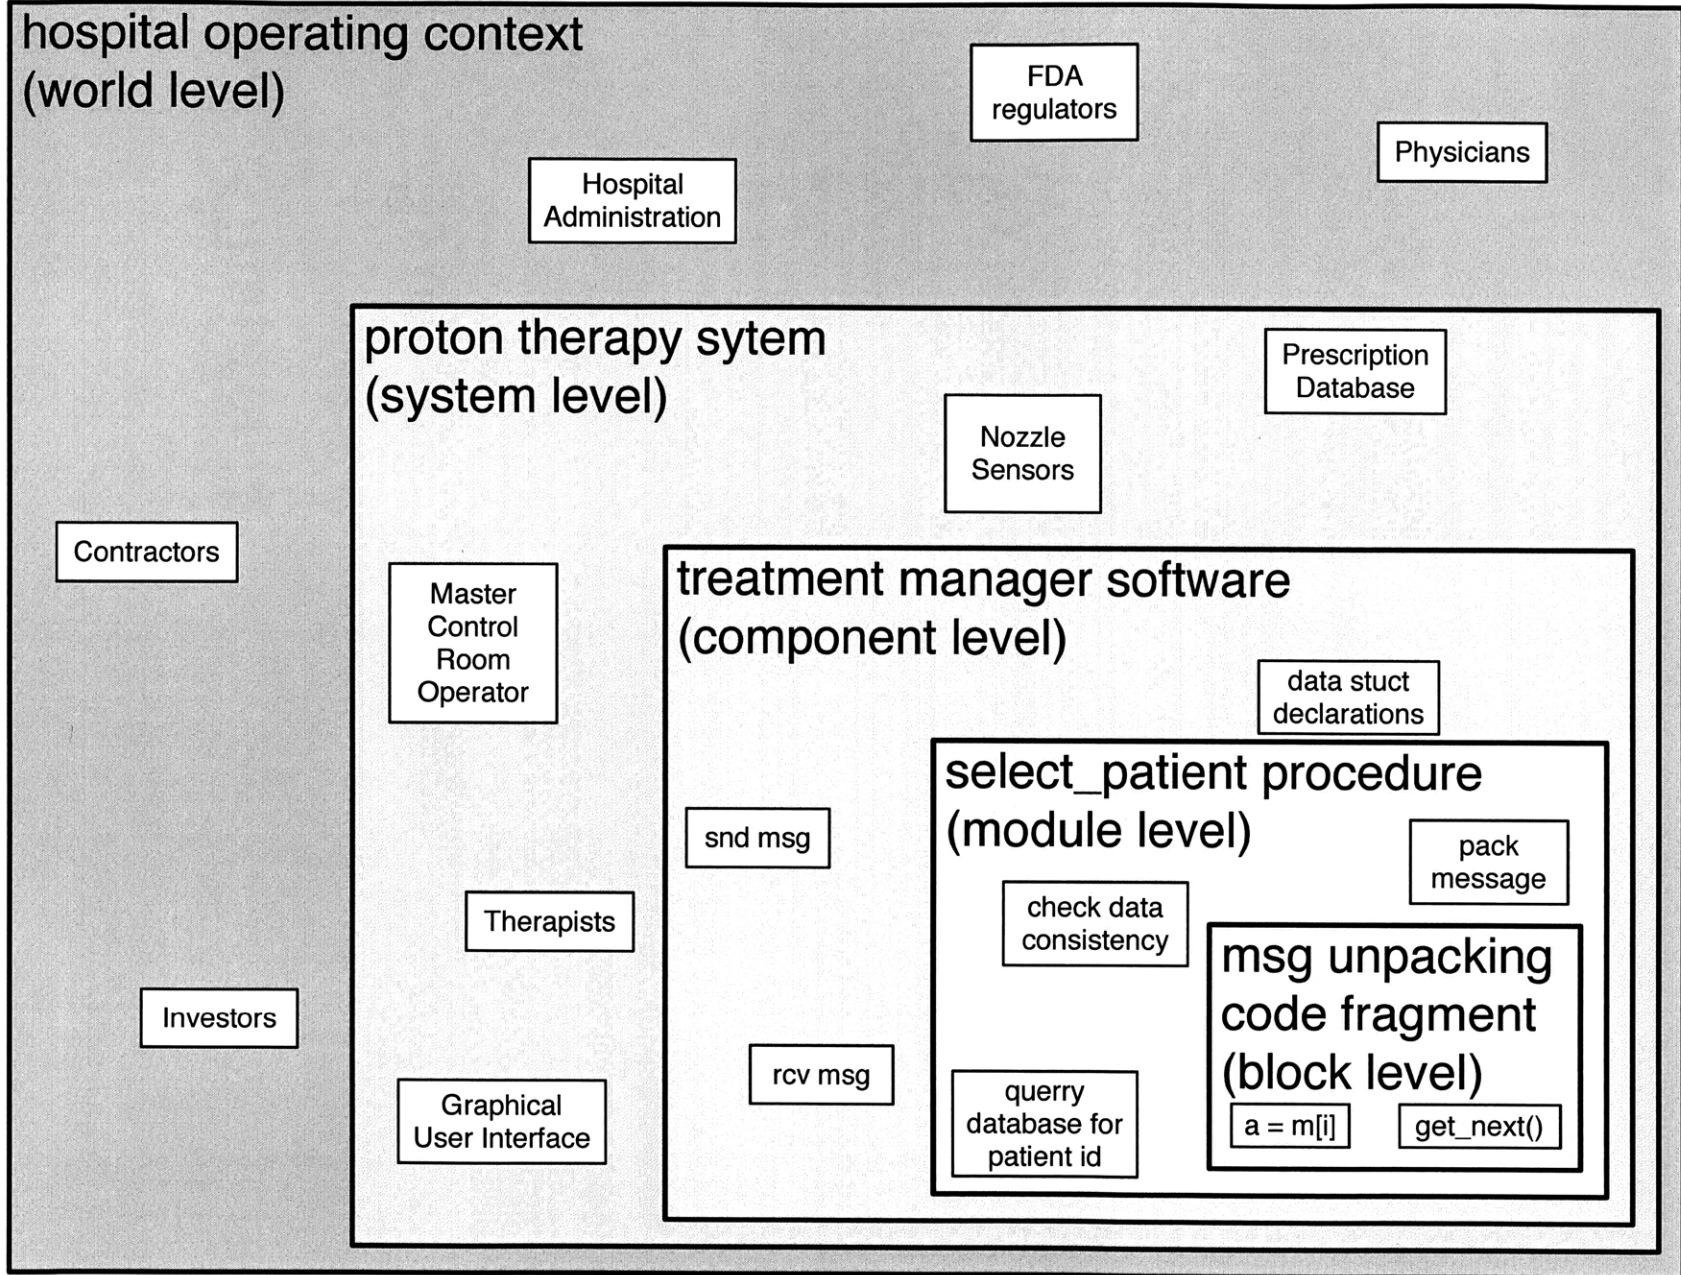 hospital operating context
(world level)
FDA
regulators
Physicians
Hospital
Administration
proton therapy sytem
(system level)
Prescription
Database
Nozzle
Sensors
Contractors
Master
Control
Room
Operator
treatment manager software
(component level)
data stuct
declarations
select_patient procedure
(module level)
snd msg
pack
message
check data
consistency
Therapists
msg unpacking
code fragment
(block level)
Investors
rcv msg
querry
database for
patient id
Graphical
User Interface
a = m[i]
get_next()